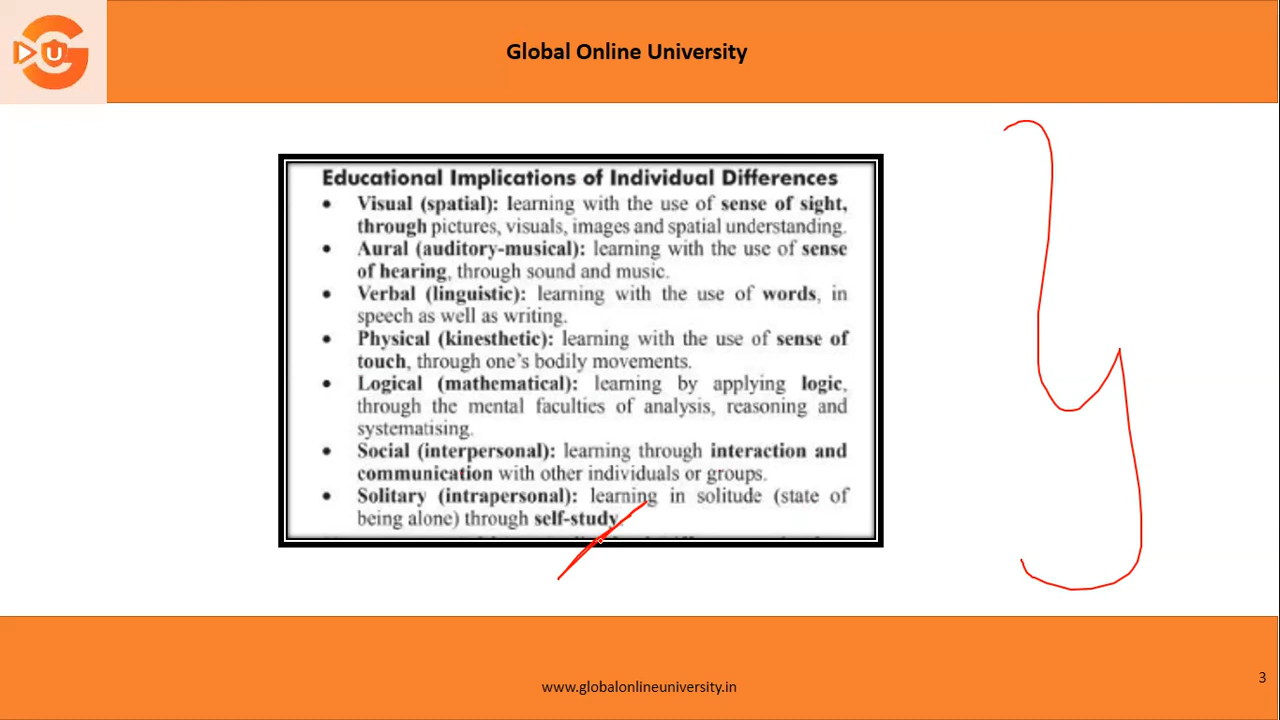 U
Global Online University
Educational Implications of Individual Differences
• Visual (spatial): learning with the use of sense of sight,
through pictures, visuals, images and spatial understanding.
• Aural (auditory-musical): learning with the use of sense
of hearing, through sound and music.
• Verbal (linguistic): learning with the use of words, in
speech as well as writing.
• Physical (kinesthetic): learning with the use of sense of
touch, through one's bodily movements.
• Logical (mathematical): learning by applying logic,
through the mental faculties of analysis, reasoning and
systematising.
• Social (interpersonal): learning through interaction and
communication with other individuals or groups.
• Solitary (intrapersonal): learning in solitude (state of
being alone) through self-study.
www.globalonlineuniversity.in
3